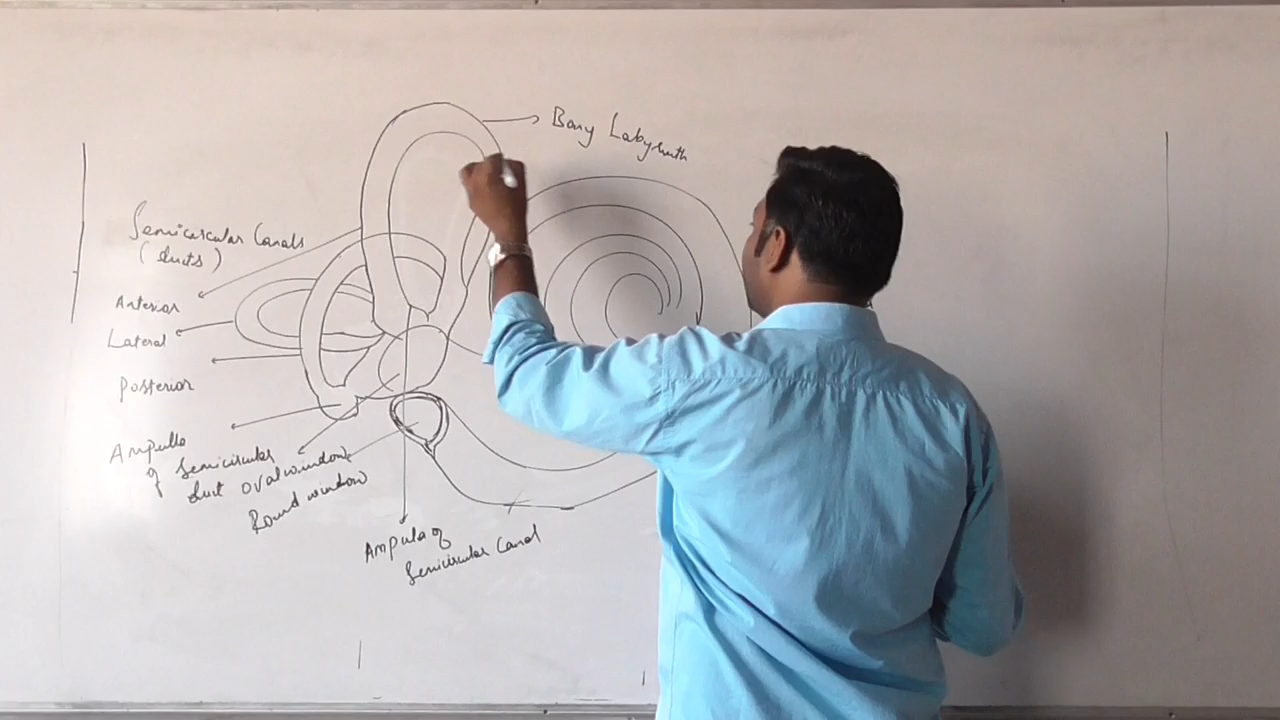 Bony Labyrinth
Semicircular Canals
(ducts)
Anterior
Lateral
Posterior
Ampulla
of Semicircular
duct
oval window
Round window
Ampula of
Semicircular Canal